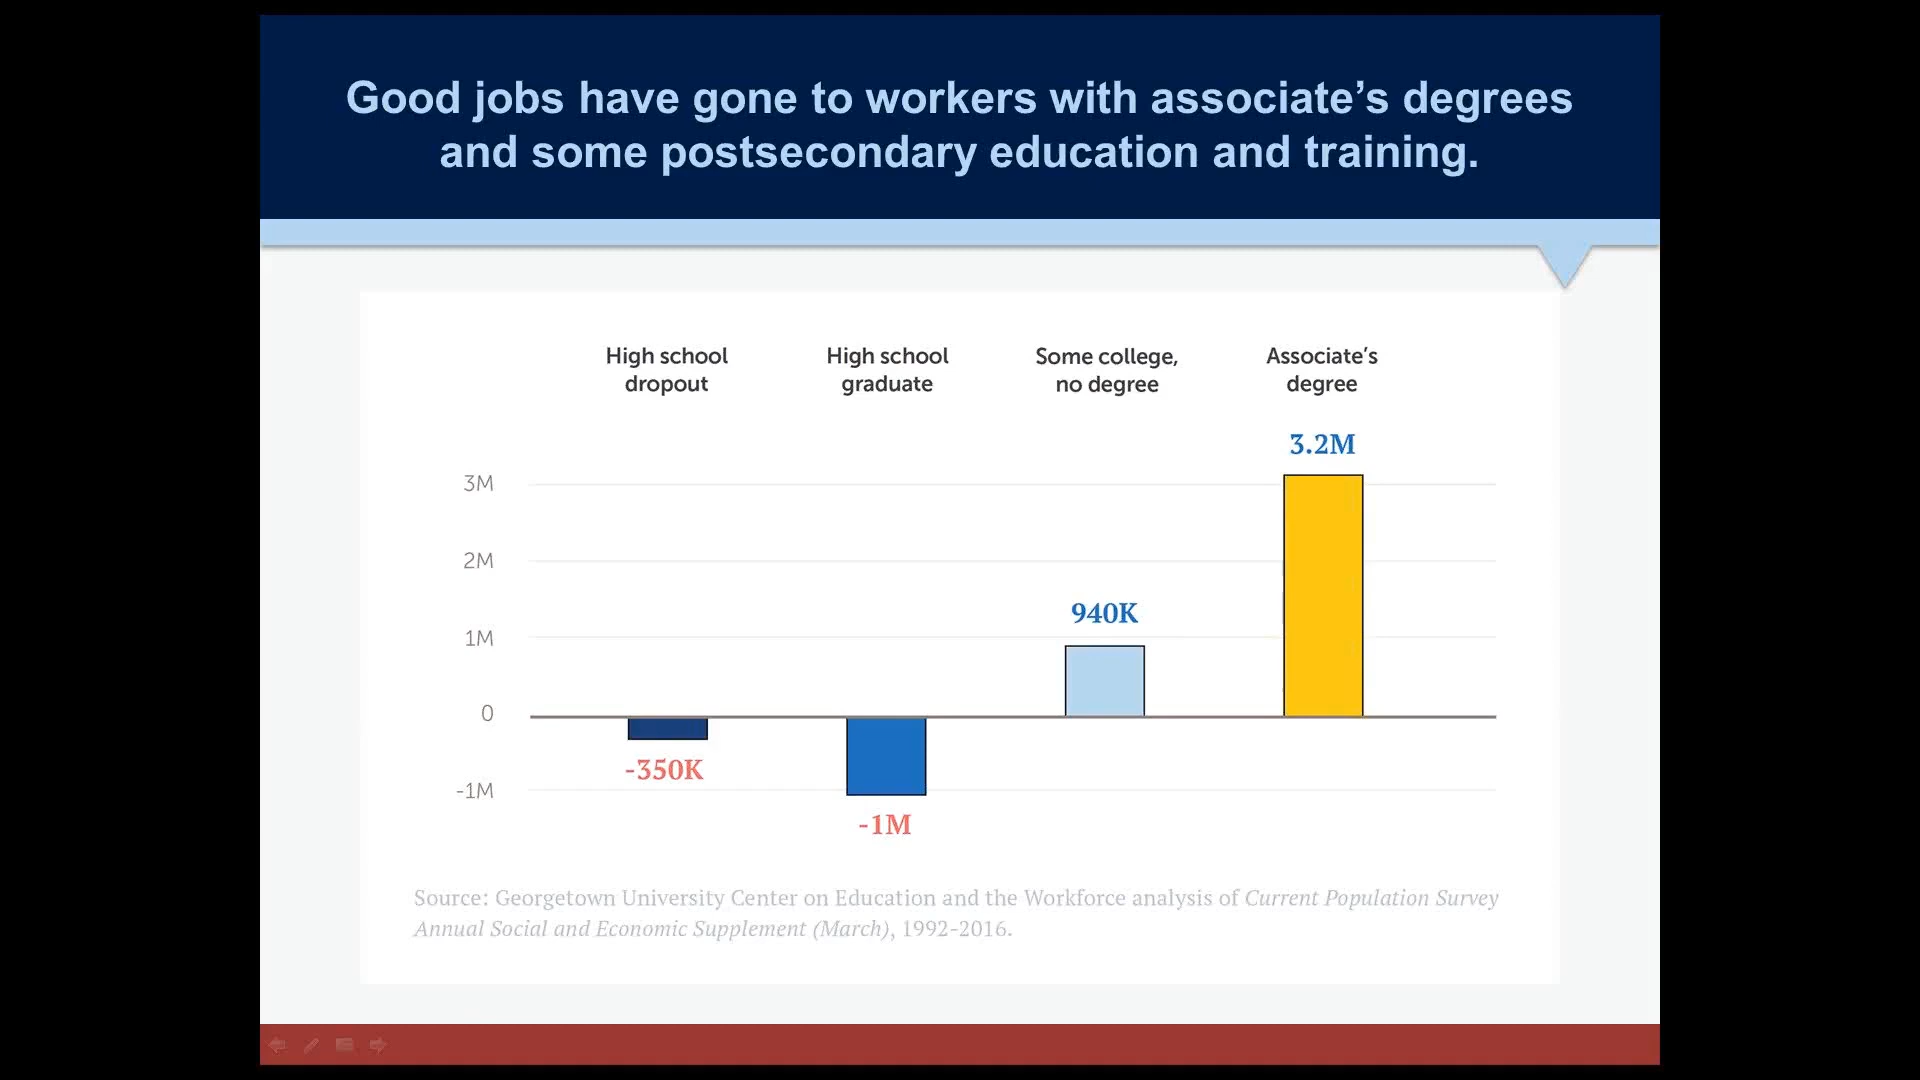 Good jobs have gone to workers with associate’s degrees
and some postsecondary education and training.
High school
dropout
High school
graduate
Some college,
no degree
Associate’s
degree
3.2M
3M
2M
940K
1M
0
-350K
-1M
-1M
Source: Georgetown University Center on Education and the Workforce analysis of Current Population Survey
Annual Social and Economic Supplement (March), 1992-2016.